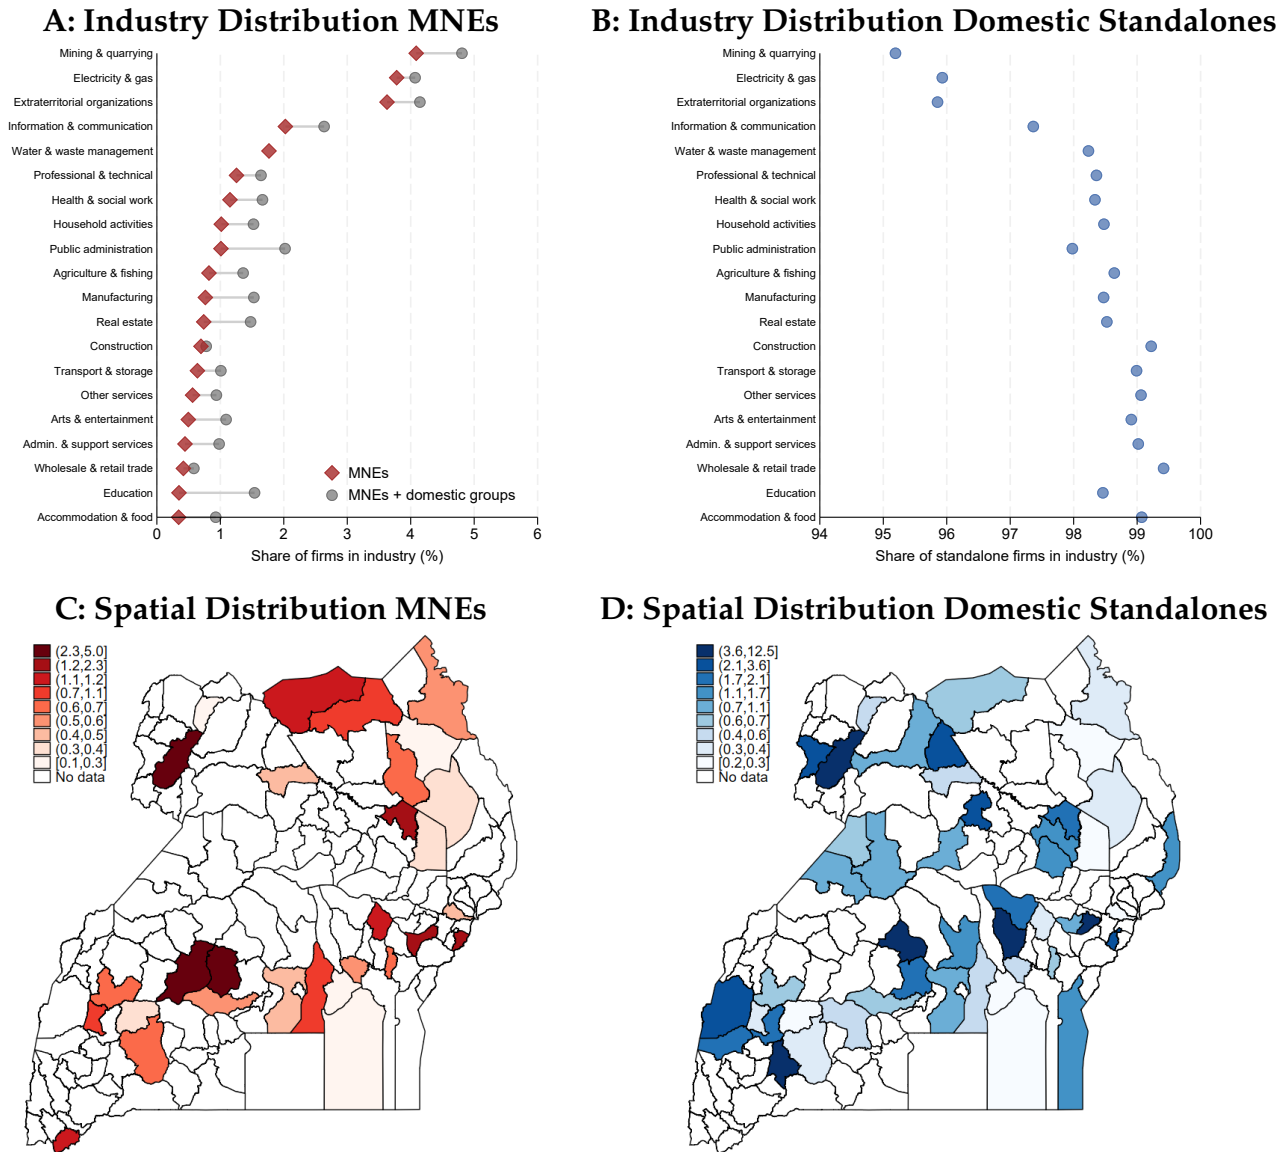 A: Industry Distribution MNEs
Mining & quarrying
Electricity & gas
Extraterritorial organizations
Information & communication
Water & waste management
Professional & technical
Health & social work
Household activities
Public administration
Agriculture & fishing
Manufacturing
Real estate
Construction
Transport & storage
Other services
Arts & entertainment
Admin. & support services
Wholesale & retail trade
Education
Accommodation & food
MNEs
MNEs + domestic groups
0 1 2 3 4 5 6
Share of firms in industry (%)
B: Industry Distribution Domestic Standalones
Mining & quarrying
Electricity & gas
Extraterritorial organizations
Information & communication
Water & waste management
Professional & technical
Health & social work
Household activities
Public administration
Agriculture & fishing
Manufacturing
Real estate
Construction
Transport & storage
Other services
Arts & entertainment
Admin. & support services
Wholesale & retail trade
Education
Accommodation & food
94 95 96 97 98 99 100
Share of standalone firms in industry (%)
C: Spatial Distribution MNEs
(2.3,5.0]
(1.2,2.3]
(1.1,1.2]
(0.7,1.1]
(0.6,0.7]
(0.5,0.6]
(0.4,0.5]
(0.3,0.4]
[0.1,0.3]
No data
D: Spatial Distribution Domestic Standalones
(3.6,12.5]
(2.1,3.6]
(1.7,2.1]
(1.1,1.7]
(0.7,1.1]
(0.6,0.7]
(0.4,0.6]
(0.3,0.4]
[0.2,0.3]
No data